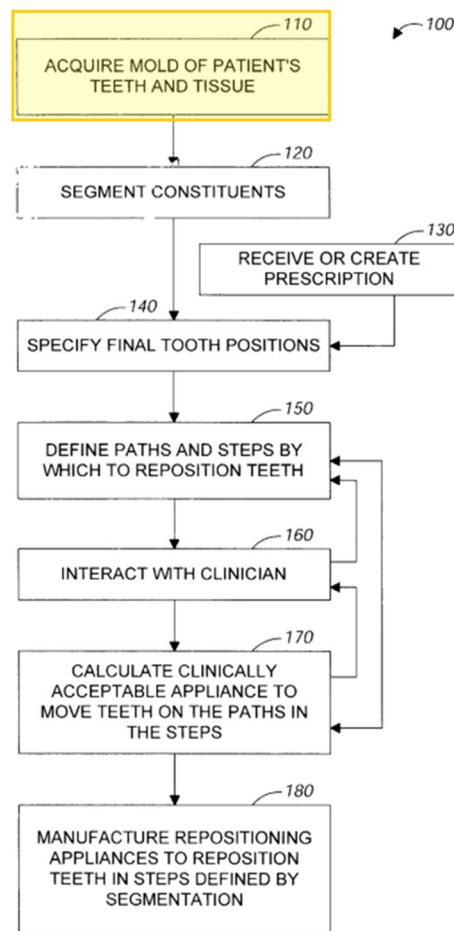 110
100
ACQUIRE MOLD OF PATIENT'S
TEETH AND TISSUE
120
SEGMENT CONSTITUENTS
130
RECEIVE OR CREATE
PRESCRIPTION
140
SPECIFY FINAL TOOTH POSITIONS
150
DEFINE PATHS AND STEPS BY
WHICH TO REPOSITION TEETH
160
INTERACT WITH CLINICIAN
170
CALCULATE CLINICALLY
ACCEPTABLE APPLIANCE TO
MOVE TEETH ON THE PATHS IN
THE STEPS
180
MANUFACTURE REPOSITIONING
APPLIANCES TO REPOSITION
TEETH IN STEPS DEFINED BY
SEGMENTATION